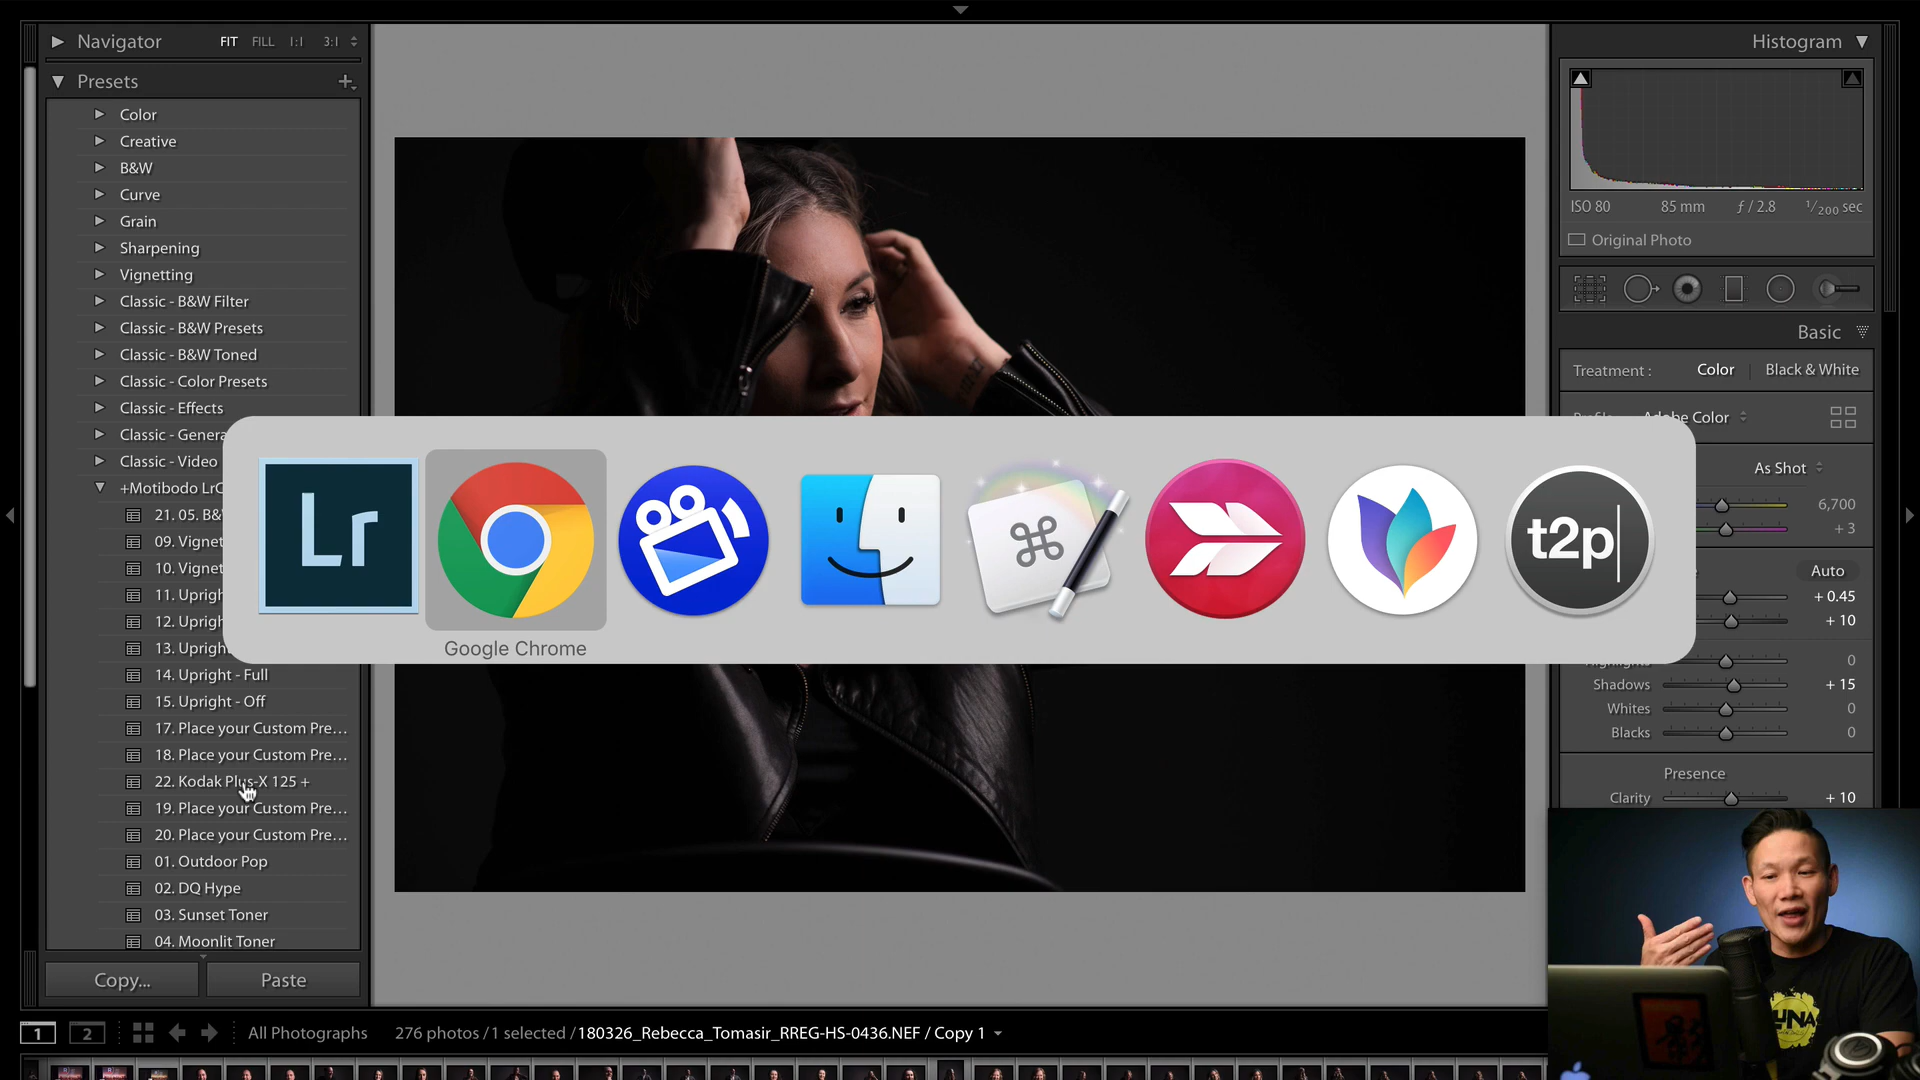 Navigator FIT FILL 1:1 3:1
Presets
Color
Creative
B&W
Curve
Grain
Sharpening
Vignetting
Classic - B&W Filter
Classic - B&W Presets
Classic - B&W Toned
Classic - Color Presets
Classic - Effects
Classic - Genera
Classic - Video
+Motibodo LrC
21. 05. B&
09. Vignet
10. Vignet
11. Uprigh
12. Uprigh
13. Uprigh
14. Upright - Full
15. Upright - Off
17. Place your Custom Pre...
18. Place your Custom Pre...
22. Kodak Plus-X 125 +
19. Place your Custom Pre...
20. Place your Custom Pre...
01. Outdoor Pop
02. DQ Hype
03. Sunset Toner
04. Moonlit Toner
Copy... Paste
Lr
Google Chrome
⌘
t2p
Histogram
ISO 80 85 mm ƒ / 2.8 1/200 sec
Original Photo
Basic
Treatment : Color Black & White
Adobe Color
As Shot
6,700
+ 3
Auto
+ 0.45
+ 10
Highlights 0
Shadows + 15
Whites 0
Blacks 0
Presence
Clarity + 10
1 2 All Photographs 276 photos / 1 selected / 180326_Rebecca_Tomasir_RREG-HS-0436.NEF / Copy 1